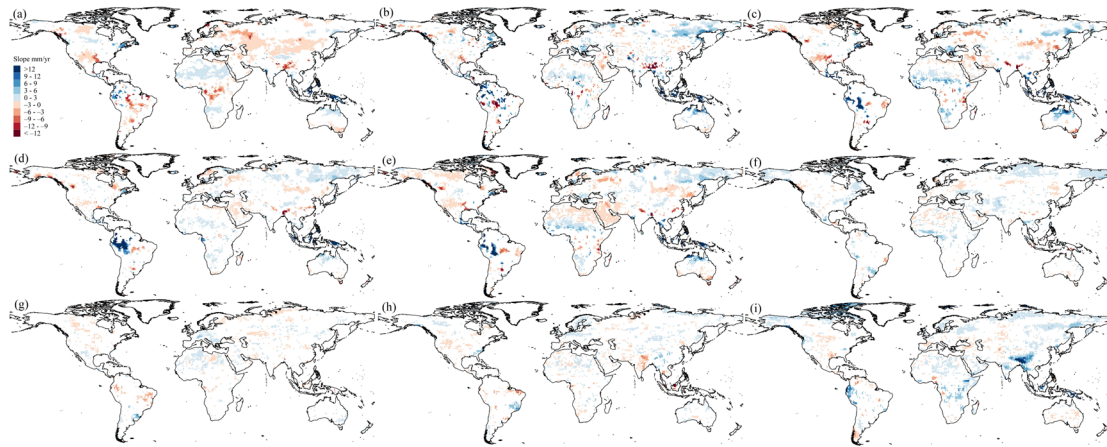 (a)
(b)
(c)
Slope mm/yr
>12
9 - 12
6 - 9
3 - 6
0 - 3
-3 - 0
-6 - -3
-9 - -6
-12 - -9
< -12
(d)
(e)
(f)
(g)
(h)
(i)